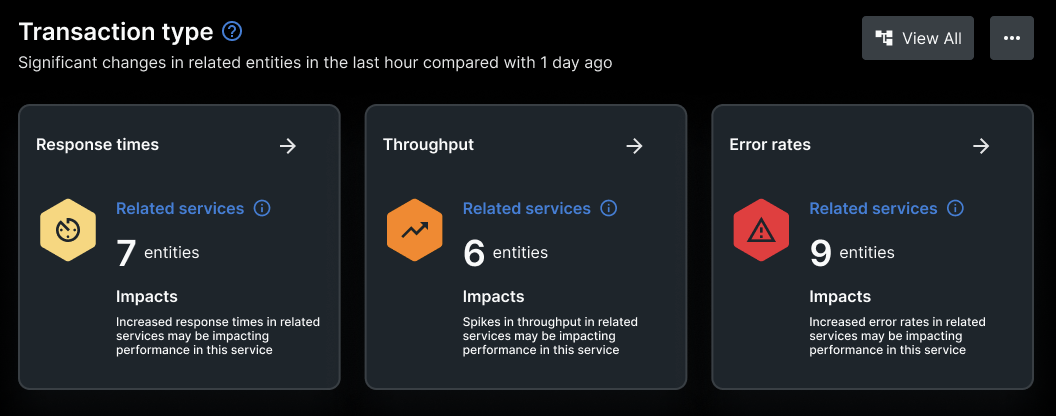 Transaction type
View All
Significant changes in related entities in the last hour compared with 1 day ago
Response times
Related services
7 entities
Impacts
Increased response times in related
services may be impacting
performance in this service
Throughput
Related services
6 entities
Impacts
Spikes in throughput in related
services may be impacting
performance in this service
Error rates
Related services
9 entities
Impacts
Increased error rates in related
services may be impacting
performance in this service